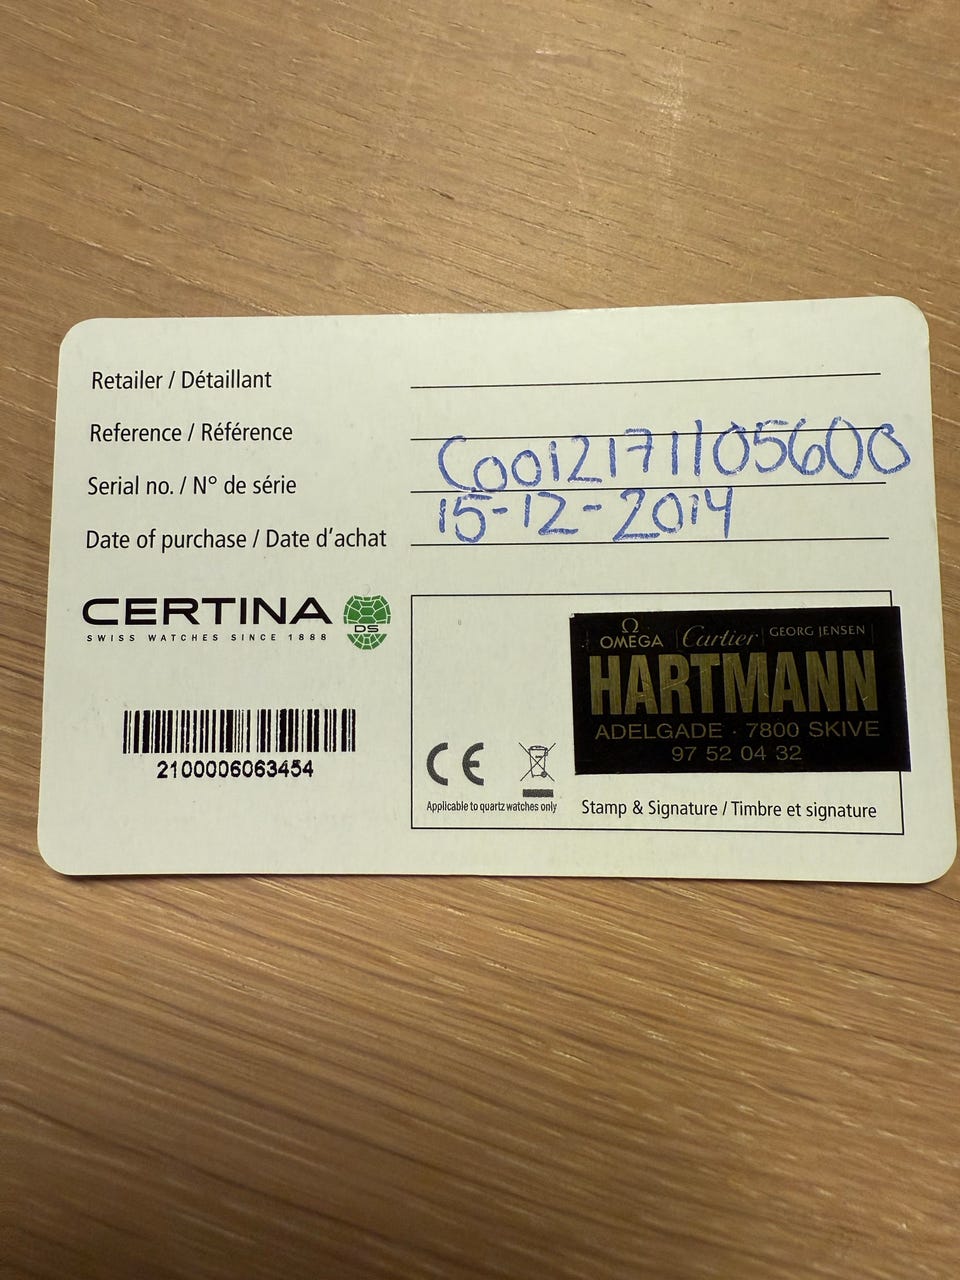 Retailer / Détaillant
Reference / Référence
Serial no. / N° de série C0012171105600
Date of purchase / Date d'achat 15-12-2014
CERTINA
DS
SWISS WATCHES SINCE 1888
2100006063454
CE
Applicable to quartz watches only
Ω
OMEGA Cartier GEORG JENSEN
HARTMANN
ADELGADE · 7800 SKIVE
97 52 04 32
Stamp & Signature / Timbre et signature